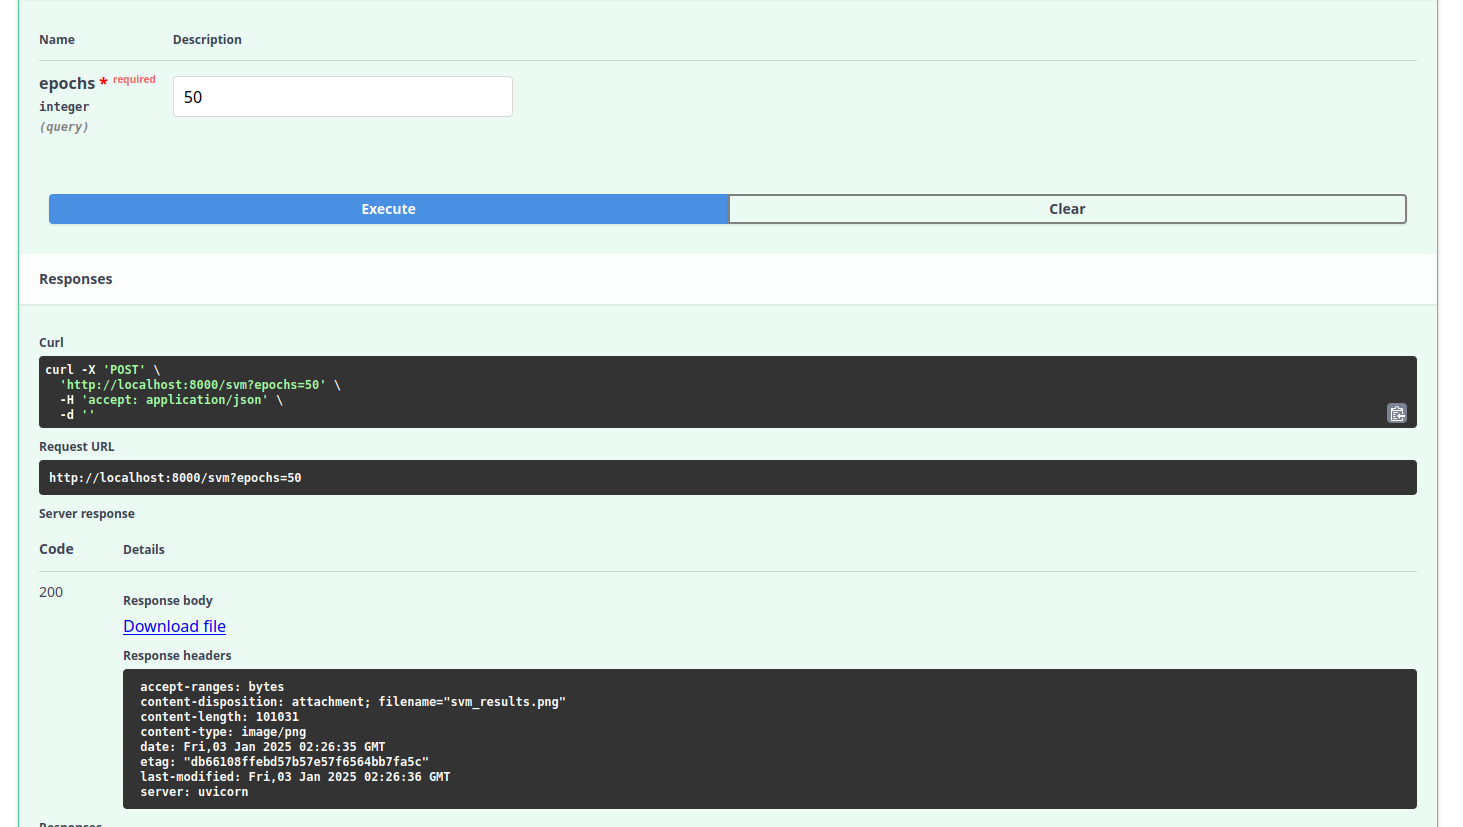 Name Description
epochs * required
50
integer
(query)
Execute Clear
Responses
Curl
curl -X 'POST' \
'http://localhost:8000/svm?epochs=50' \
-H 'accept: application/json' \
-d ''
Request URL
http://localhost:8000/svm?epochs=50
Server response
Code Details
200
Response body
Download file
Response headers
accept-ranges: bytes
content-disposition: attachment; filename="svm_results.png"
content-length: 101031
content-type: image/png
date: Fri,03 Jan 2025 02:26:35 GMT
etag: "db66108ffebd57b57e57f6564bb7fa5c"
last-modified: Fri,03 Jan 2025 02:26:36 GMT
server: uvicorn
Responses